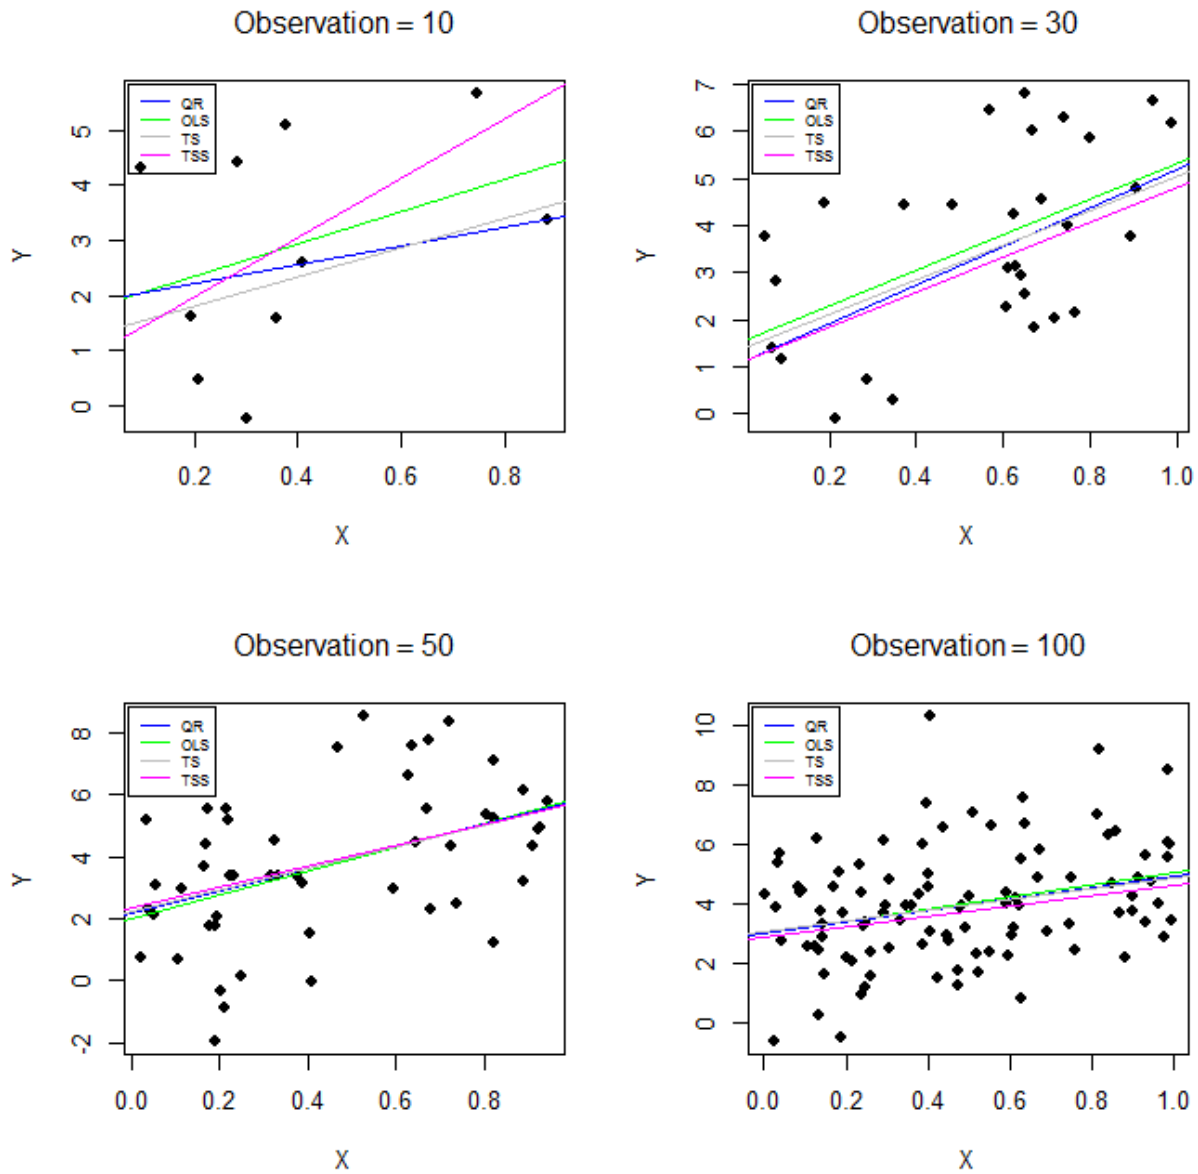 Observation = 10
QR
OLS
TS
TSS
Y
0 1 2 3 4 5
0.2 0.4 0.6 0.8
X
Observation = 30
QR
OLS
TS
TSS
Y
0 1 2 3 4 5 6 7
0.2 0.4 0.6 0.8 1.0
X
Observation = 50
QR
OLS
TS
TSS
Y
-2 0 2 4 6 8
0.0 0.2 0.4 0.6 0.8
X
Observation = 100
QR
OLS
TS
TSS
Y
0 2 4 6 8 10
0.0 0.2 0.4 0.6 0.8 1.0
X